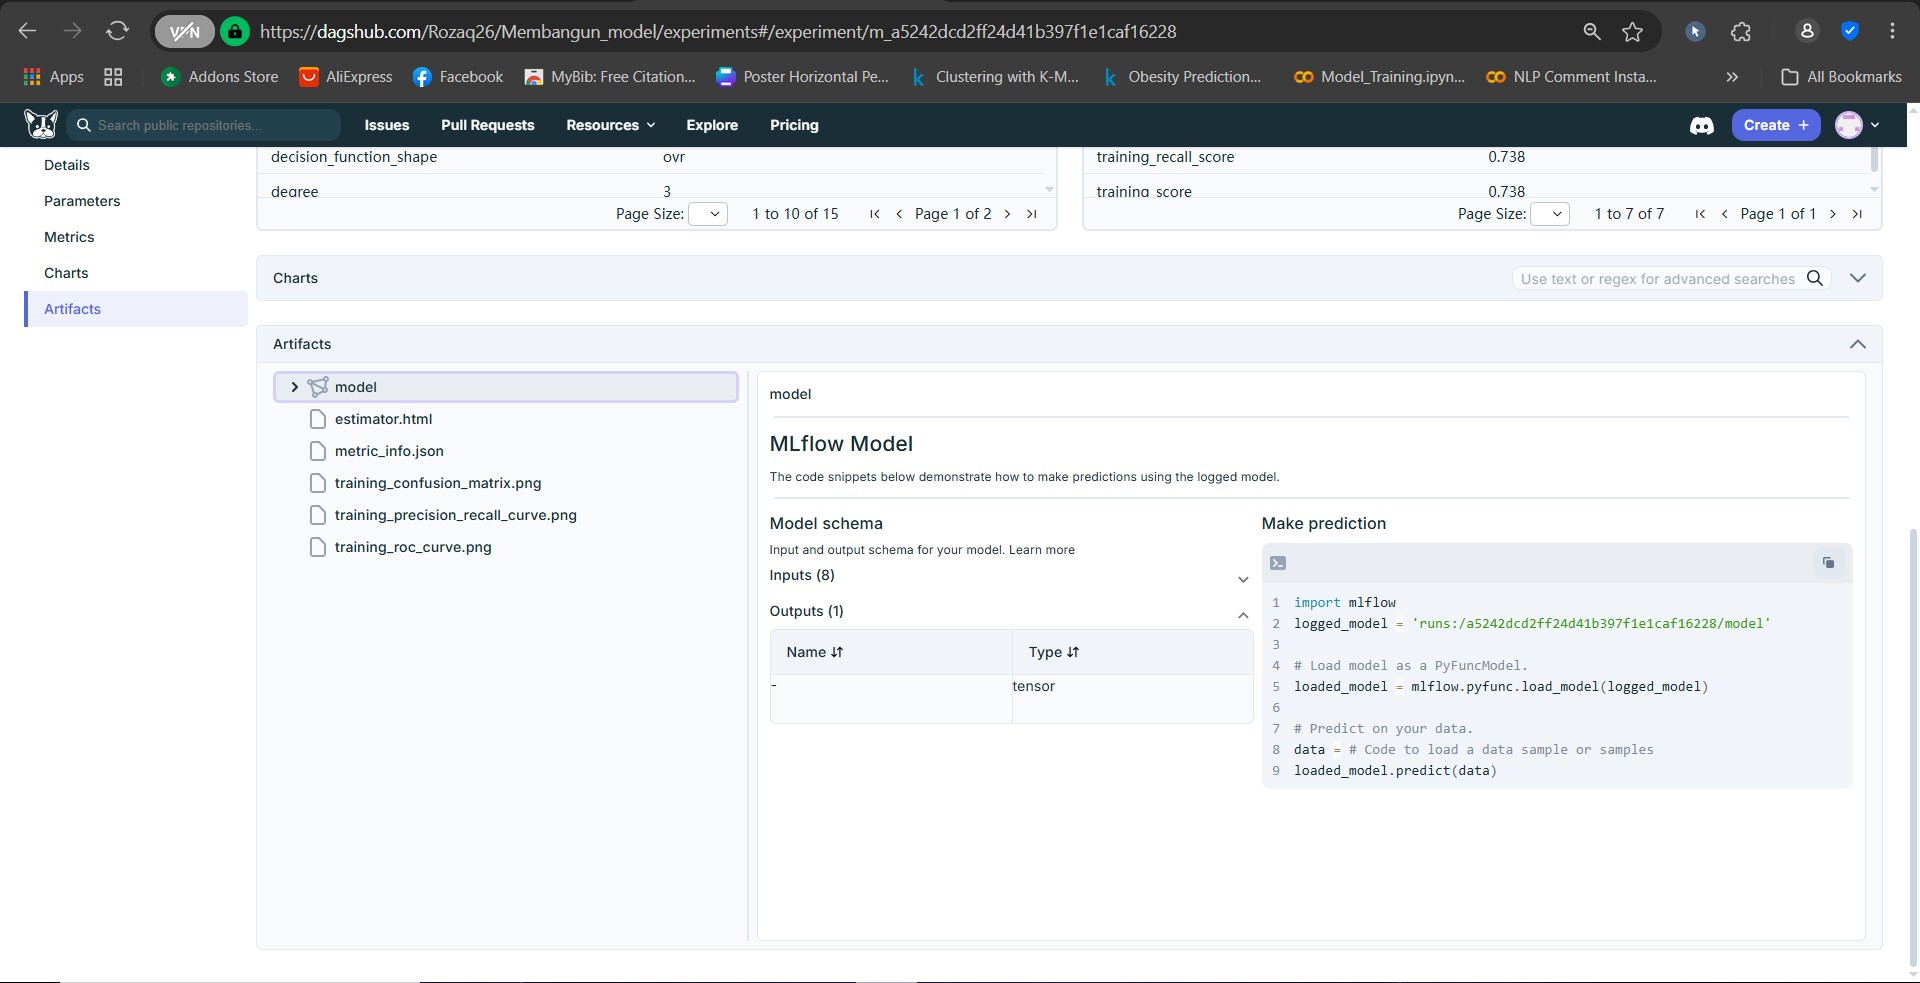 VPN
https://dagshub.com/Rozaq26/Membangun_model/experiments#/experiment/m_a5242dcd2ff24d41b397f1e1caf16228
Apps
Addons Store
AliExpress
Facebook
MyBib: Free Citation...
Poster Horizontal Pe...
Clustering with K-M...
Obesity Prediction...
Model_Training.ipyn...
NLP Comment Insta...
All Bookmarks
Search public repositories...
Issues
Pull Requests
Resources
Explore
Pricing
Create +
Details
Parameters
Metrics
Charts
Artifacts
decision_function_shape ovr
degree 3
Page Size: 1 to 10 of 15 Page 1 of 2
training_recall_score 0.738
training_score 0.738
Page Size: 1 to 7 of 7 Page 1 of 1
Charts
Use text or regex for advanced searches
Artifacts
model
estimator.html
metric_info.json
training_confusion_matrix.png
training_precision_recall_curve.png
training_roc_curve.png
model
MLflow Model
The code snippets below demonstrate how to make predictions using the logged model.
Model schema
Input and output schema for your model. Learn more
Inputs (8)
Outputs (1)
Name Type
- tensor
Make prediction
1 import mlflow
2 logged_model = 'runs:/a5242dcd2ff24d41b397f1e1caf16228/model'
3
4 # Load model as a PyFuncModel.
5 loaded_model = mlflow.pyfunc.load_model(logged_model)
6
7 # Predict on your data.
8 data = # Code to load a data sample or samples
9 loaded_model.predict(data)